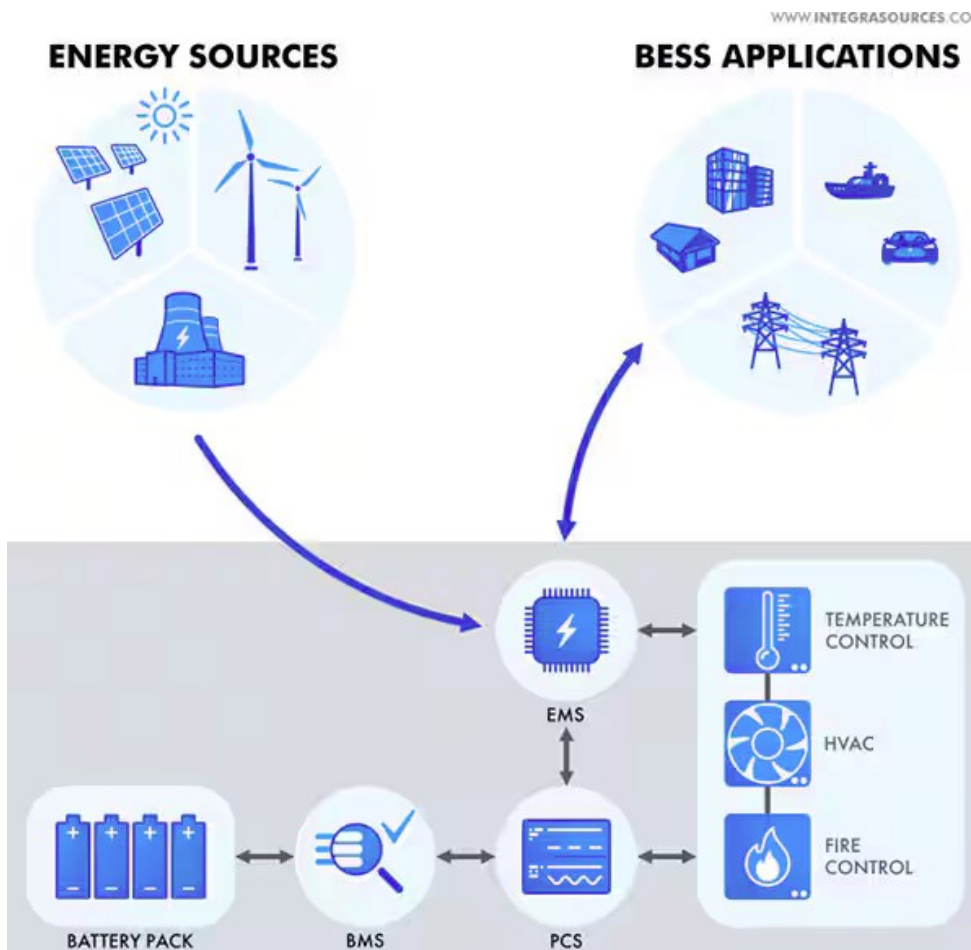 WWW.INTEGRASOURCES.CO
ENERGY SOURCES
BESS APPLICATIONS
TEMPERATURE
CONTROL
EMS
HVAC
FIRE
CONTROL
BATTERY PACK
BMS
PCS